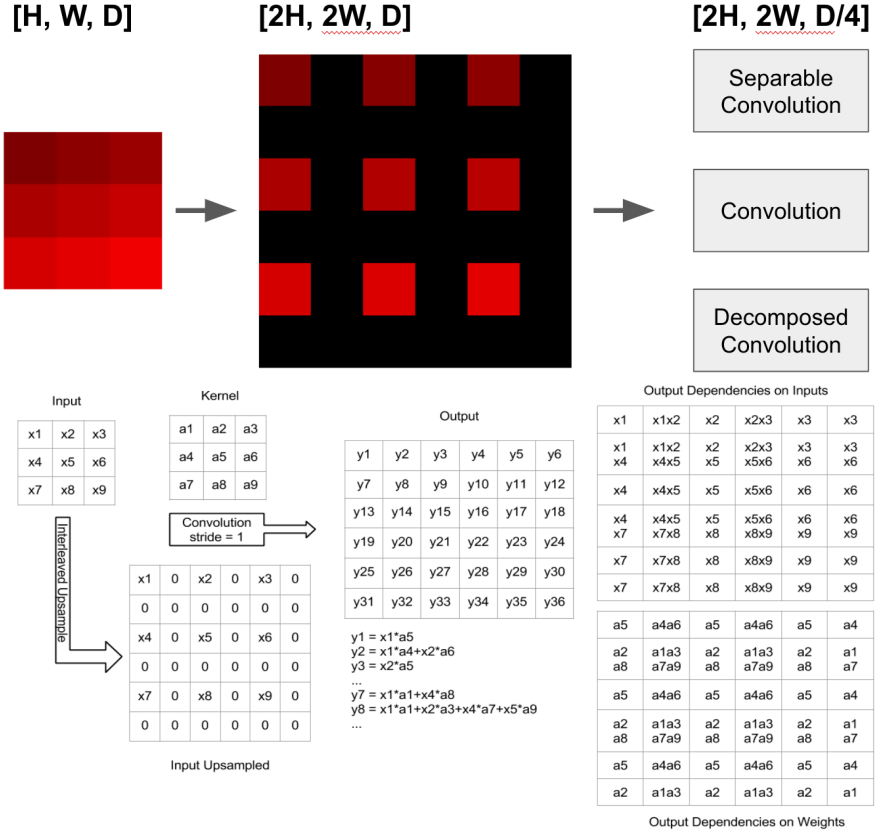 [H, W, D]
[2H, 2W, D]
[2H, 2W, D/4]
Separable
Convolution
Convolution
Decomposed
Convolution
Input
x1 x2 x3
x4 x5 x6
x7 x8 x9
Kernel
a1 a2 a3
a4 a5 a6
a7 a8 a9
Convolution
stride = 1
Interleaved Upsample
x1 0 x2 0 x3 0
0 0 0 0 0 0
x4 0 x5 0 x6 0
0 0 0 0 0 0
x7 0 x8 0 x9 0
0 0 0 0 0 0
Input Upsampled
Output
y1 y2 y3 y4 y5 y6
y7 y8 y9 y10 y11 y12
y13 y14 y15 y16 y17 y18
y19 y20 y21 y22 y23 y24
y25 y26 y27 y28 y29 y30
y31 y32 y33 y34 y35 y36
y1 = x1*a5
y2 = x1*a4+x2*a6
y3 = x2*a5
...
y7 = x1*a1+x4*a8
y8 = x1*a1+x2*a3+x4*a7+x5*a9
...
Output Dependencies on Inputs
x1 x1x2 x2 x2x3 x3 x3
x1 x1x2 x2 x2x3 x3 x3
x4 x4x5 x5 x5x6 x6 x6
x4 x4x5 x5 x5x6 x6 x6
x4 x4x5 x5 x5x6 x6 x6
x7 x7x8 x8 x8x9 x9 x9
x7 x7x8 x8 x8x9 x9 x9
x7 x7x8 x8 x8x9 x9 x9
a5 a4a6 a5 a4a6 a5 a4
a2 a1a3 a2 a1a3 a2 a1
a8 a7a9 a8 a7a9 a8 a7
a5 a4a6 a5 a4a6 a5 a4
a2 a1a3 a2 a1a3 a2 a1
a8 a7a9 a8 a7a9 a8 a7
a5 a4a6 a5 a4a6 a5 a4
a2 a1a3 a2 a1a3 a2 a1
Output Dependencies on Weights